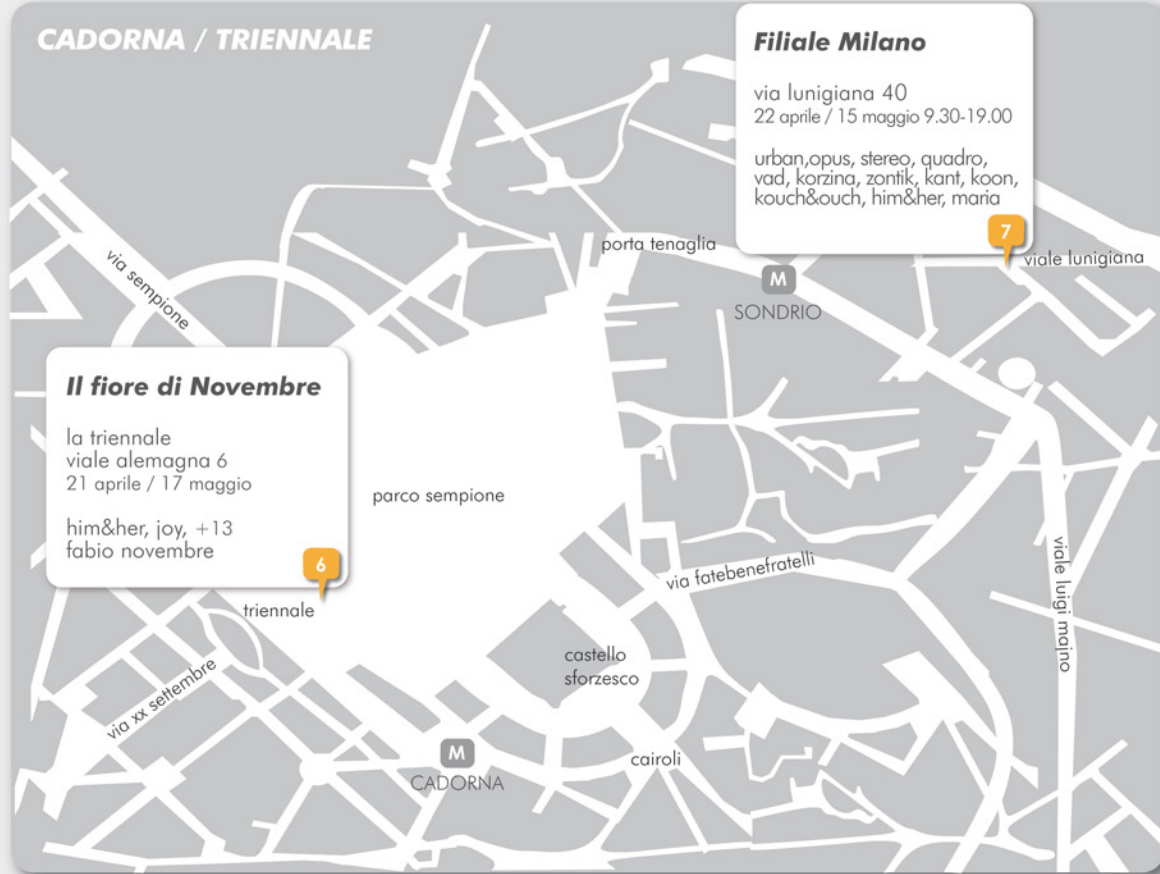 CADORNA / TRIENNALE
Filiale Milano
via lunigiana 40
22 aprile / 15 maggio 9.30-19.00
urban,opus, stereo, quadro,
vad, korzina, zontik, kant, koon,
kouch&ouch, him&her, maria
7
viale lunigiana
porta tenaglia
M
SONDRIO
via sempione
Il fiore di Novembre
la triennale
viale alemagna 6
21 aprile / 17 maggio
him&her, joy, +13
fabio novembre
6
triennale
parco sempione
via fatebenefratelli
viale luigi majno
castello
sforzesco
via xx settembre
M
CADORNA
cairoli